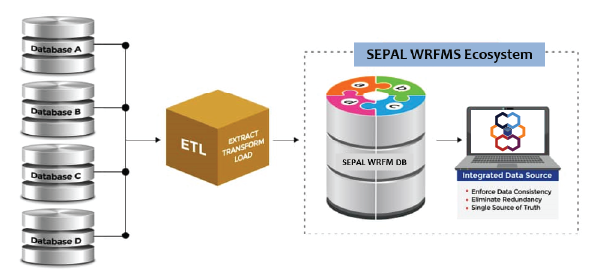 Database A
Database B
Database C
Database D
ETL
EXTRACT
TRANSFORM
LOAD
SEPAL WRFMS Ecosystem
SEPAL WRFM DB
Integrated Data Source
• Enforce Data Consistency
• Eliminate Redundancy
• Single Source of Truth